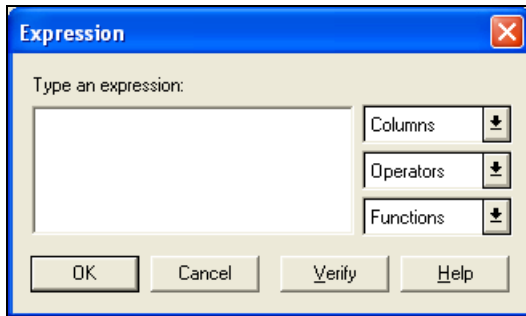 Expression
Type an expression:
Columns
Operators
Functions
OK Cancel Verify Help